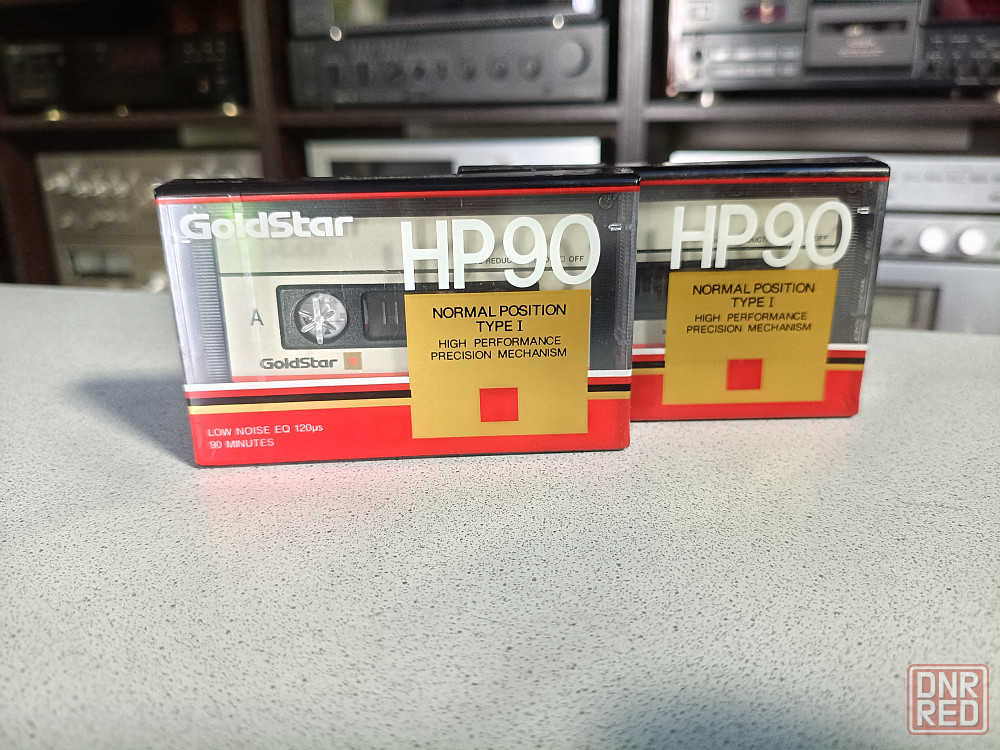 GoldStar
HP90
NORMAL POSITION
TYPE I
HIGH PERFORMANCE
PRECISION MECHANISM
A
GoldStar
LOW NOISE EQ 120µs
90 MINUTES
HP90
NORMAL POSITION
TYPE I
HIGH PERFORMANCE
PRECISION MECHANISM
DNR
RED